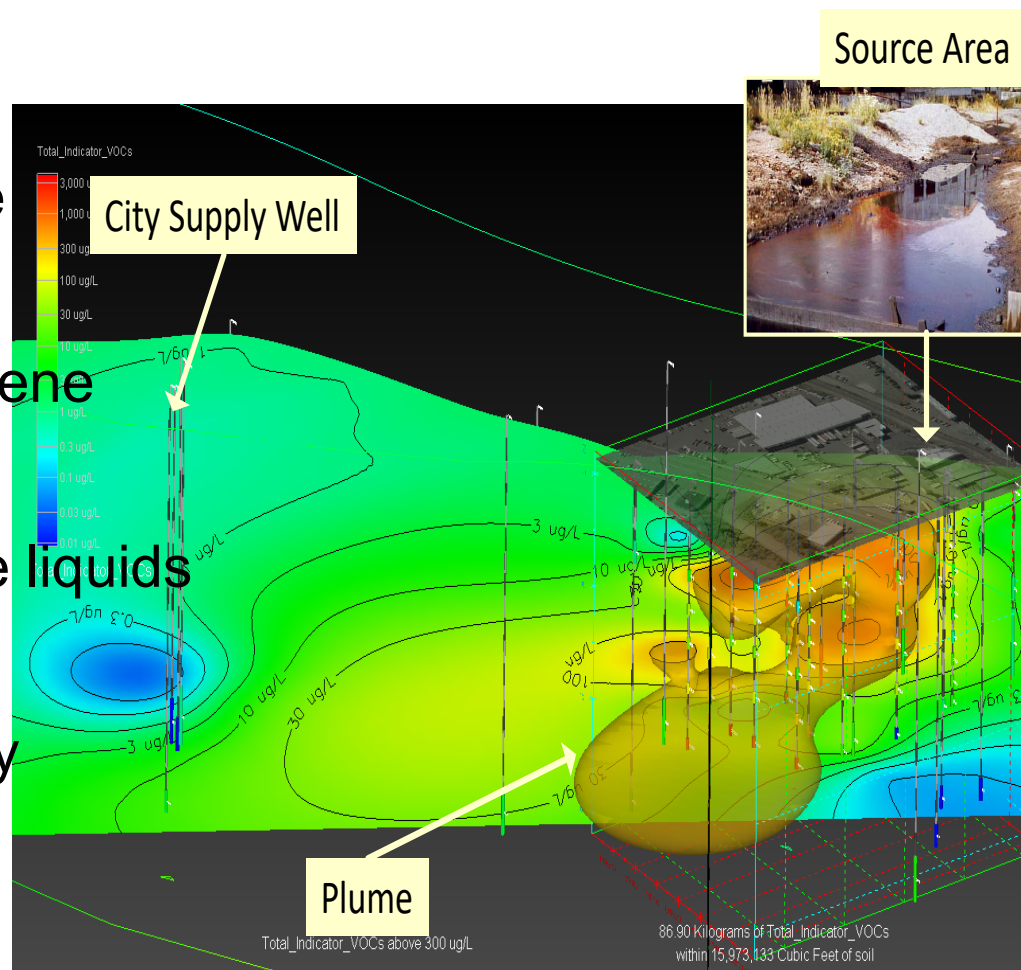 Source Area
Total_Indicator_VOCs
3,000 u
1,000 u
300 ug/
100 ug/L
30 ug/L
10 ug/L
1 ug/L
0.3 ug/L
0.1 ug/L
0.03 ug/L
0.01 ug/L
City Supply Well
e
ene
e liquids
y
1 ug/L
3 ug/L
10 ug/L
0.3 ug/L
10 ug/L
30 ug/L
3 ug/L
100
30
Plume
Total_Indicator_VOCs above 300 ug/L
86.90 Kilograms of Total_Indicator_VOCs
within 15,973,133 Cubic Feet of soil